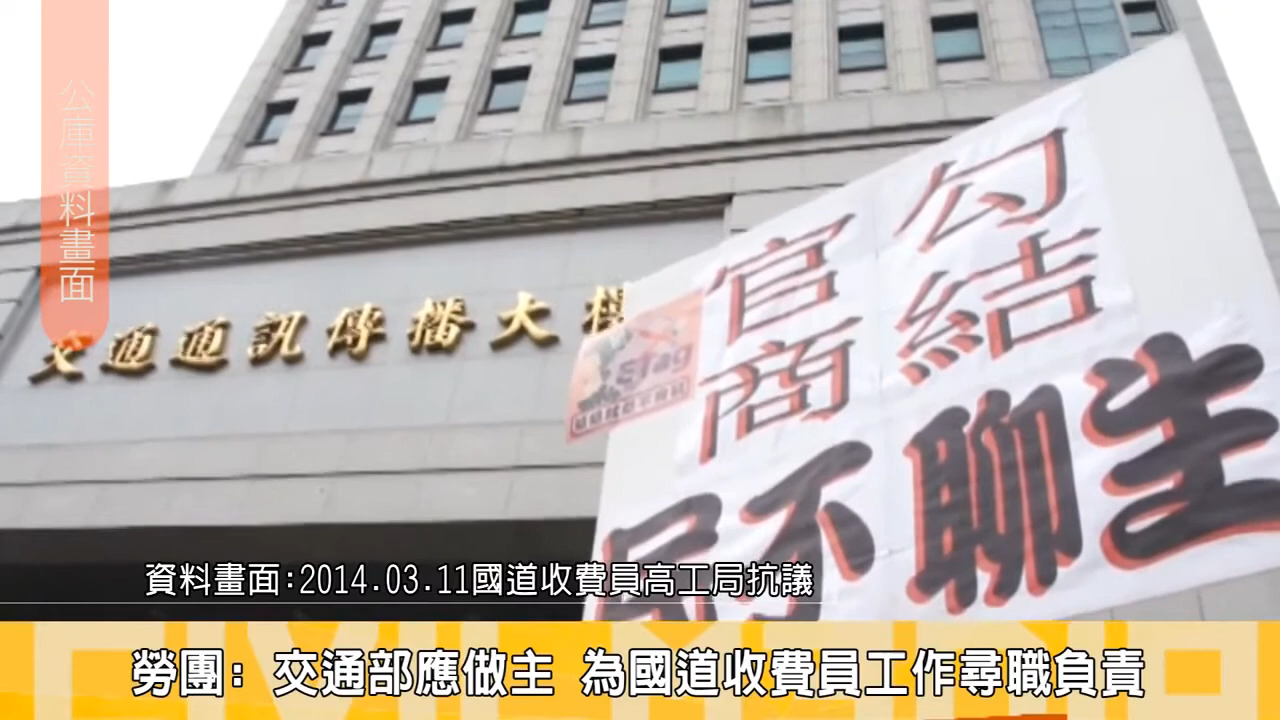 公庫資料畫面
交通通訊傳播大樓
勾結
官商
eTag
民不聊生
資料畫面:2014.03.11國道收費員高工局抗議
勞團: 交通部應做主 為國道收費員工作尋職負責